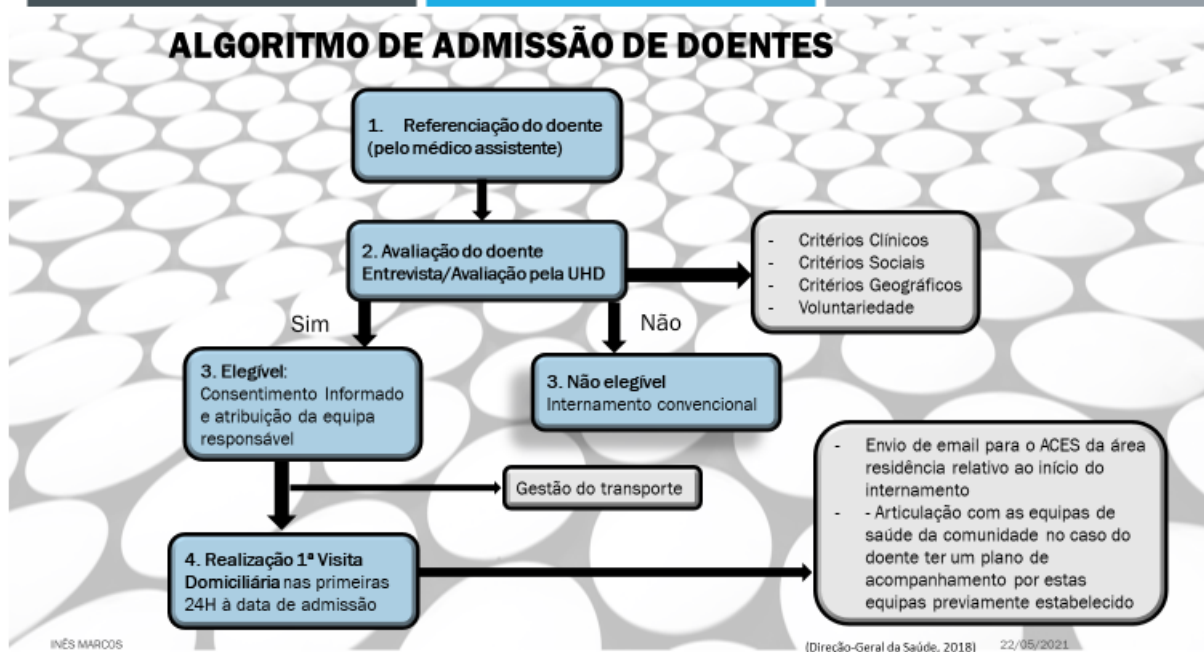 ALGORITMO DE ADMISSÃO DE DOENTES
1. Referenciação do doente
(pelo médico assistente)
2. Avaliação do doente
Entrevista/Avaliação pela UHD
- Critérios Clínicos
- Critérios Sociais
- Critérios Geográficos
- Voluntariedade
Sim
Não
3. Elegível:
Consentimento Informado
e atribuição da equipa
responsável
3. Não elegível
Internamento convencional
Gestão do transporte
4. Realização 1ª Visita
Domiciliária nas primeiras
24H à data de admissão
- Envio de email para o ACES da área
residência relativo ao início do
internamento
- - Articulação com as equipas de
saúde da comunidade no caso do
doente ter um plano de
acompanhamento por estas
equipas previamente estabelecido
INÊS MARCOS
(Direção-Geral da Saúde, 2018)
22/05/2021